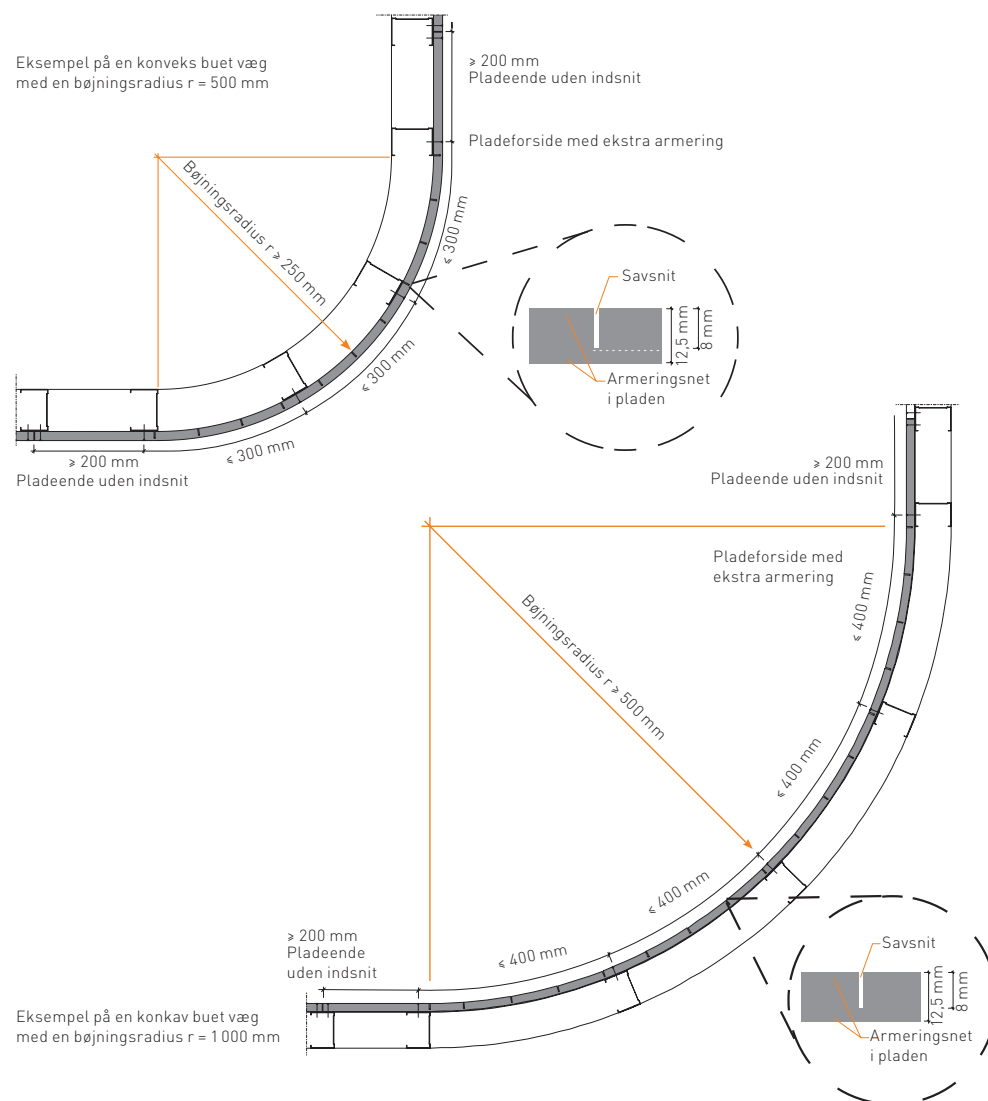 Eksempel på en konveks buet væg
med en bøjningsradius r = 500 mm
⩾ 200 mm
Pladeende uden indsnit
Pladeforside med ekstra armering
Bøjningsradius r ⩾ 250 mm
⩽ 300 mm
⩽ 300 mm
⩽ 300 mm
Savsnit
12,5 mm
8 mm
Armeringsnet
i pladen
⩾ 200 mm
Pladeende uden indsnit
⩾ 200 mm
Pladeende uden indsnit
Pladeforside med
ekstra armering
Bøjningsradius r ⩾ 500 mm
⩽ 400 mm
⩽ 400 mm
⩽ 400 mm
⩽ 400 mm
⩾ 200 mm
Pladeende
uden indsnit
Savsnit
12,5 mm
8 mm
Armeringsnet
i pladen
Eksempel på en konkav buet væg
med en bøjningsradius r = 1 000 mm